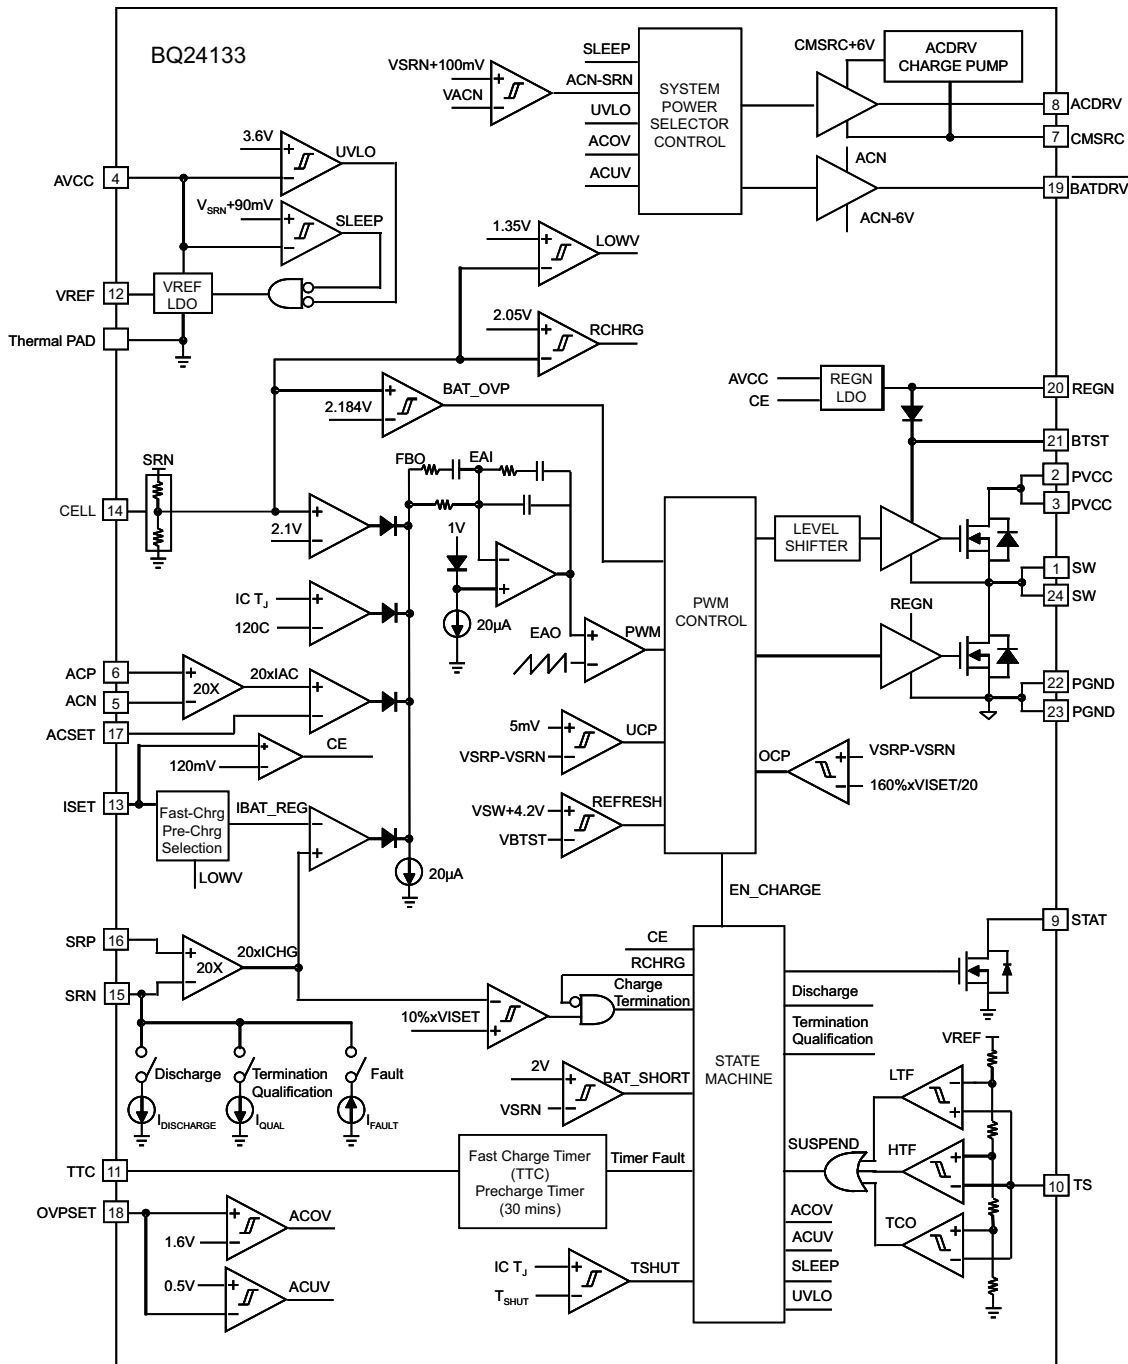 BQ24133
VSRN+100mV
VACN
SLEEP
ACN-SRN
UVLO
ACOV
ACUV
SYSTEM
POWER
SELECTOR
CONTROL
CMSRC+6V
ACDRV
CHARGE PUMP
8
ACDRV
7
CMSRC
ACN
19
BATDRV
ACN-6V
3.6V
UVLO
AVCC
4
VSRN+90mV
SLEEP
VREF
12
VREF
LDO
Thermal PAD
1.35V
LOWV
2.05V
RCHRG
BAT_OVP
2.184V
AVCC
CE
REGN
LDO
20
REGN
21
BTST
2
PVCC
3
PVCC
SRN
CELL
14
2.1V
FBO
EAI
1V
20µA
IC TJ
120C
EAO
PWM
PWM
CONTROL
LEVEL
SHIFTER
1
SW
24
SW
REGN
22
PGND
23
PGND
ACP
6
ACN
5
20X
20xIAC
ACSET
17
CE
120mV
ISET
13
Fast-Chrg
Pre-Chrg
Selection
IBAT_REG
LOWV
20µA
5mV
UCP
VSRP-VSRN
OCP
VSRP-VSRN
160%xVISET/20
VSW+4.2V
REFRESH
VBTST
EN_CHARGE
SRP
16
SRN
15
20X
20xICHG
10%xVISET
CE
RCHRG
Charge
Termination
STATE
MACHINE
Discharge
Termination
Qualification
9
STAT
Discharge
Termination
Qualification
Fault
IDISCHARGE
IQUAL
IFAULT
2V
BAT_SHORT
VSRN
VREF
LTF
HTF
TCO
SUSPEND
10
TS
TTC
11
Fast Charge Timer
(TTC)
Precharge Timer
(30 mins)
Timer Fault
OVPSET
18
ACOV
1.6V
0.5V
ACUV
IC TJ
TSHUT
TSHUT
ACOV
ACUV
SLEEP
UVLO